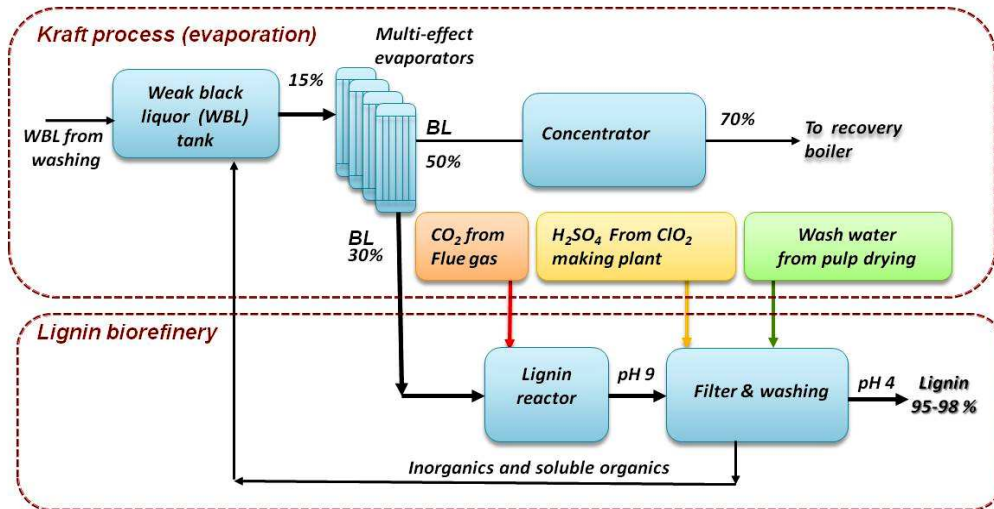 Kraft process (evaporation)
Multi-effect
evaporators
15%
Weak black
liquor (WBL)
tank
WBL from
washing
BL
50%
Concentrator
70%
To recovery
boiler
BL
30%
CO₂ from
Flue gas
H₂SO₄ From ClO₂
making plant
Wash water
from pulp drying
Lignin biorefinery
Lignin
reactor
pH 9
Filter & washing
pH 4
Lignin
95-98 %
Inorganics and soluble organics